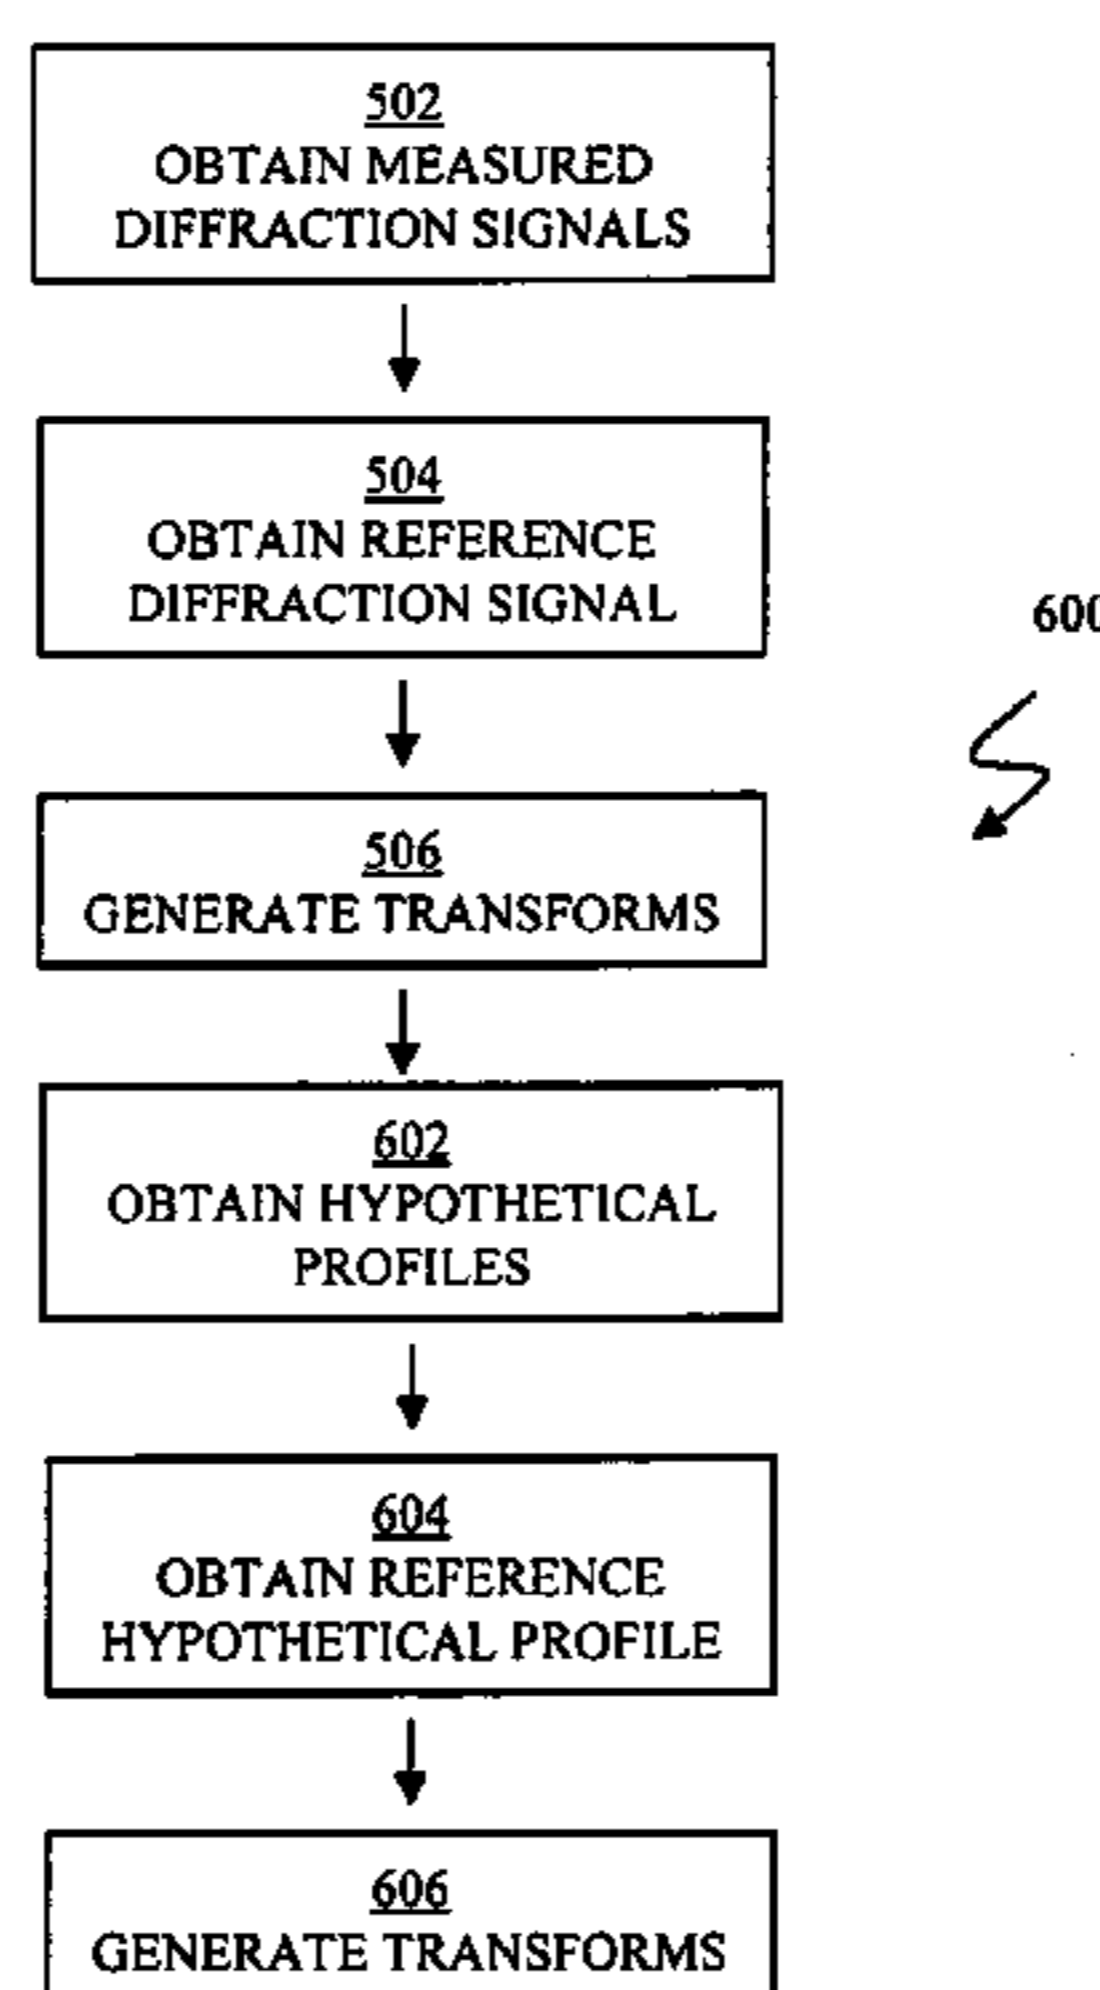 502
OBTAIN MEASURED
DIFFRACTION SIGNALS
504
OBTAIN REFERENCE
DIFFRACTION SIGNAL
600
506
GENERATE TRANSFORMS
602
OBTAIN HYPOTHETICAL
PROFILES
604
OBTAIN REFERENCE
HYPOTHETICAL PROFILE
606
GENERATE TRANSFORMS